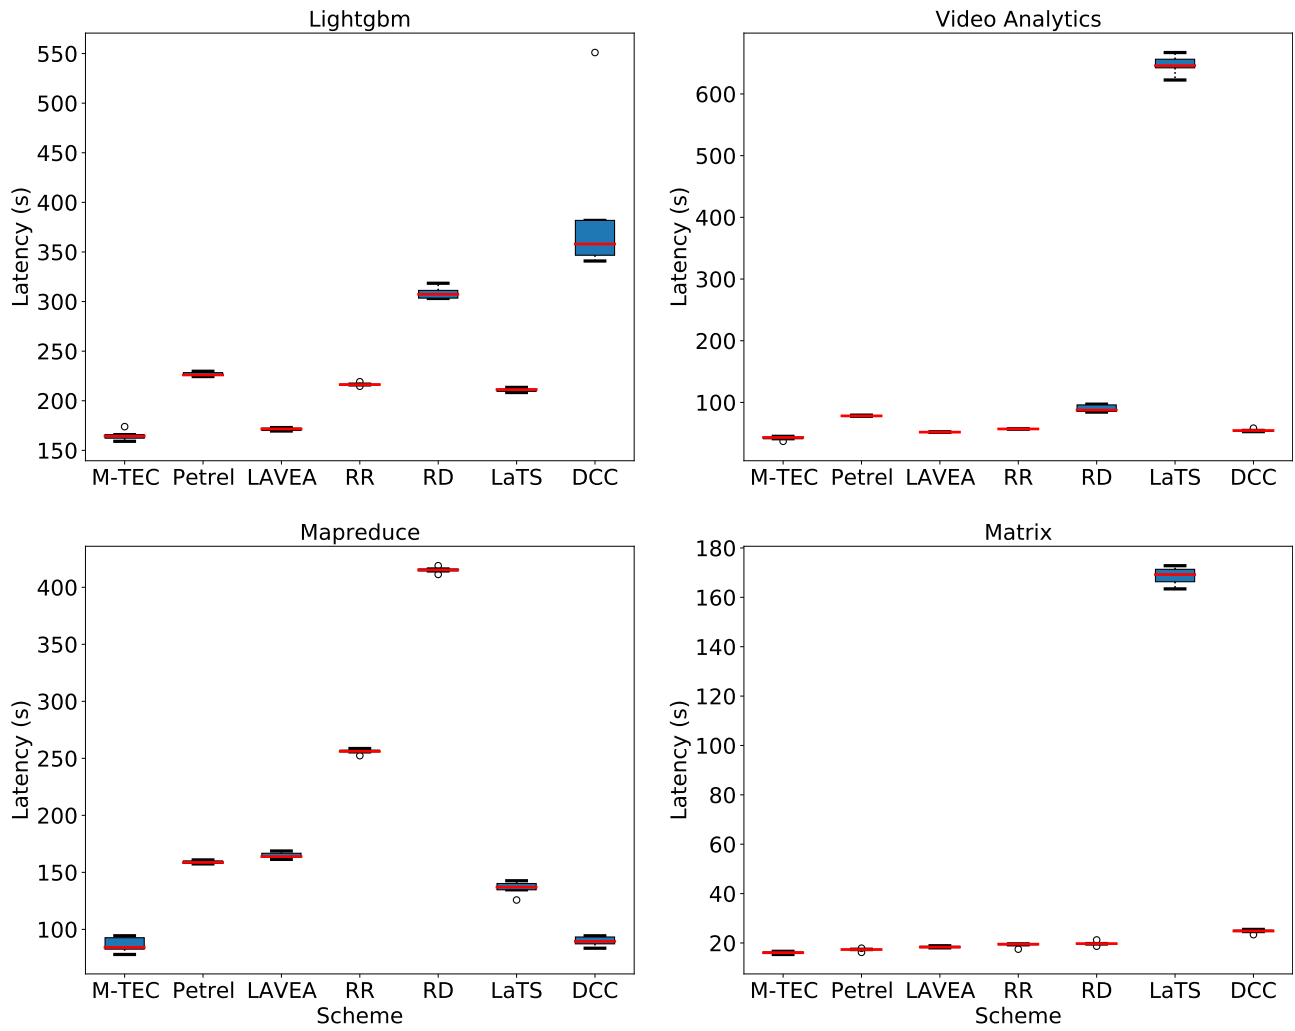 Lightgbm
550
500
450
400
350
300
250
200
150
Latency (s)
M-TEC Petrel LAVEA RR RD LaTS DCC
Video Analytics
600
500
400
300
200
100
Latency (s)
M-TEC Petrel LAVEA RR RD LaTS DCC
Mapreduce
400
350
300
250
200
150
100
Latency (s)
M-TEC Petrel LAVEA RR RD LaTS DCC
Scheme
Matrix
180
160
140
120
100
80
60
40
20
Latency (s)
M-TEC Petrel LAVEA RR RD LaTS DCC
Scheme